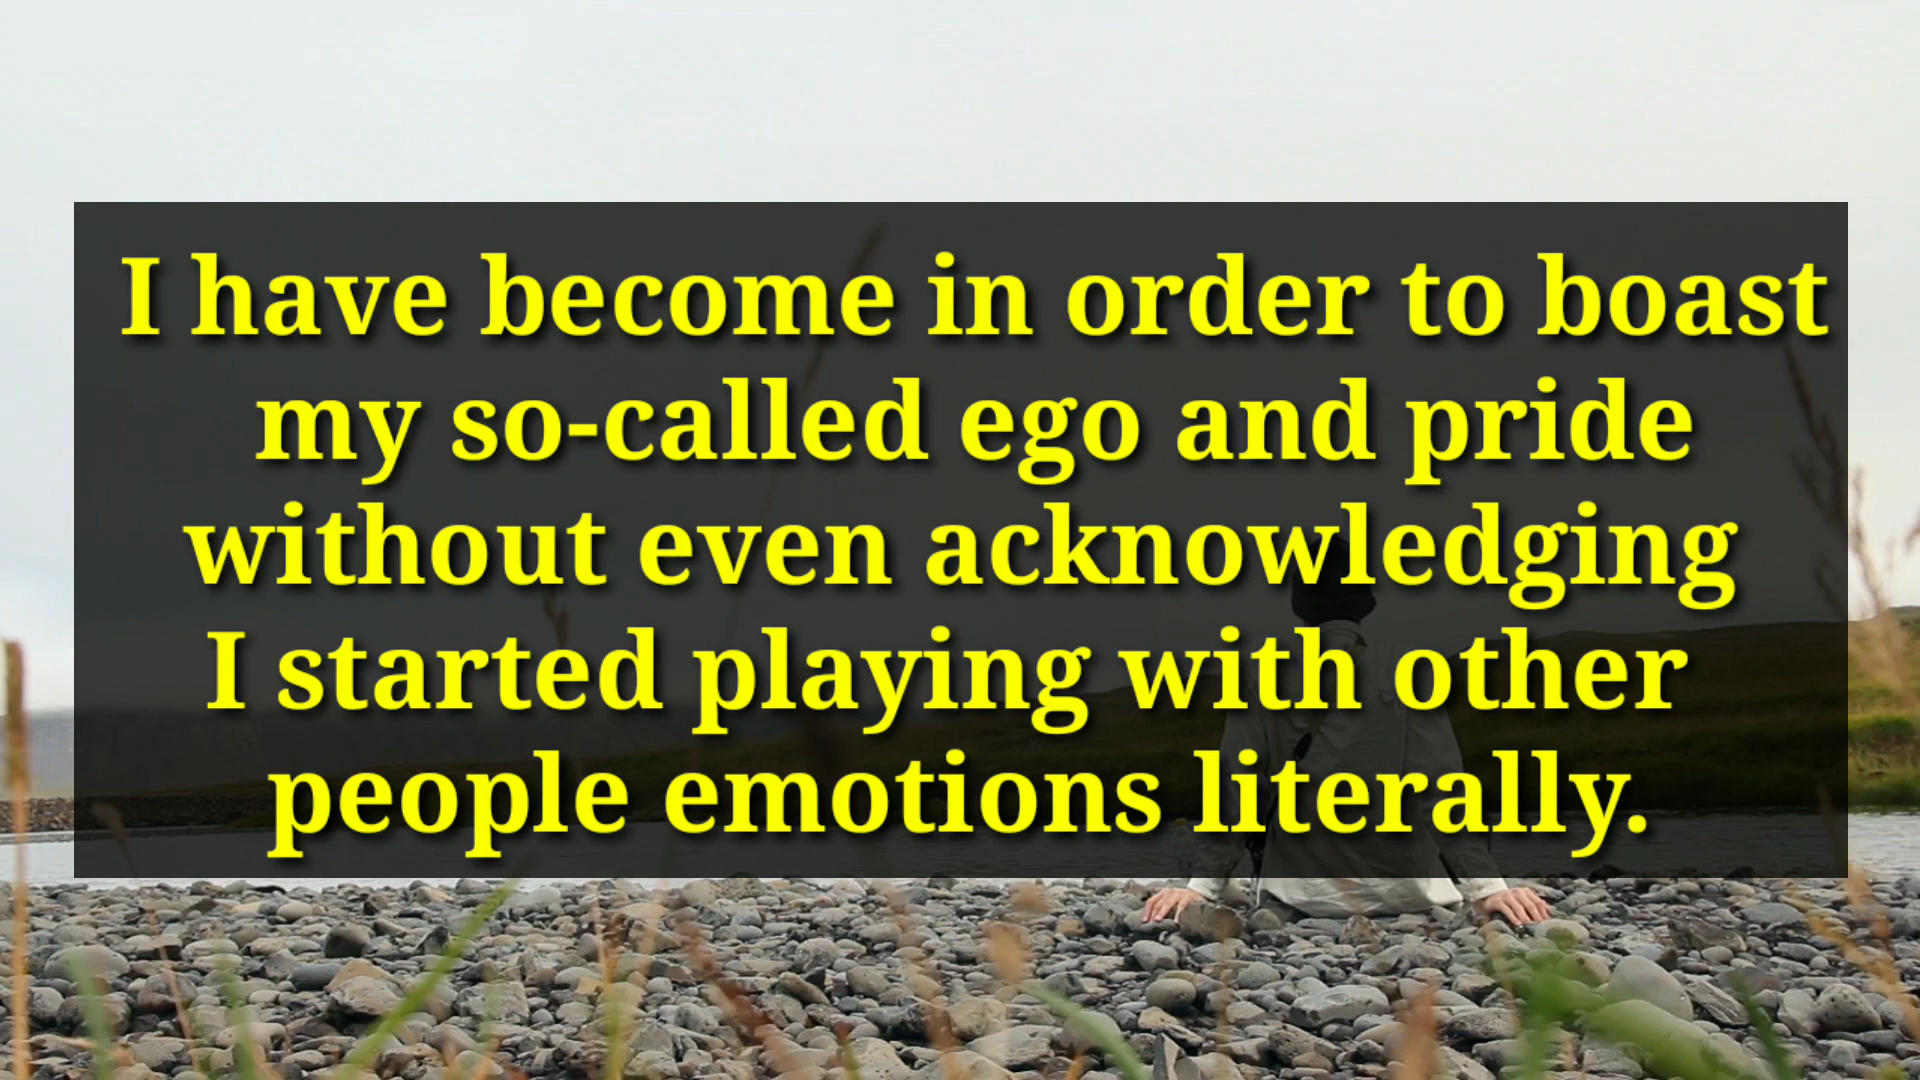 I have become in order to boast
my so-called ego and pride
without even acknowledging
I started playing with other
people emotions literally.